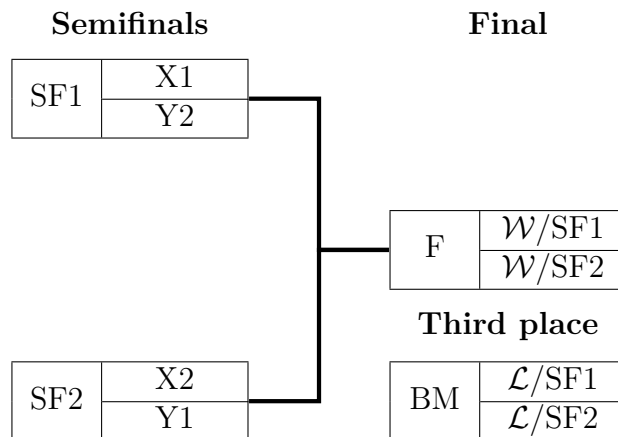 Semifinals
Final
SF1
X1
Y2
F
𝒲/SF1
𝒲/SF2
Third place
SF2
X2
Y1
BM
ℒ/SF1
ℒ/SF2